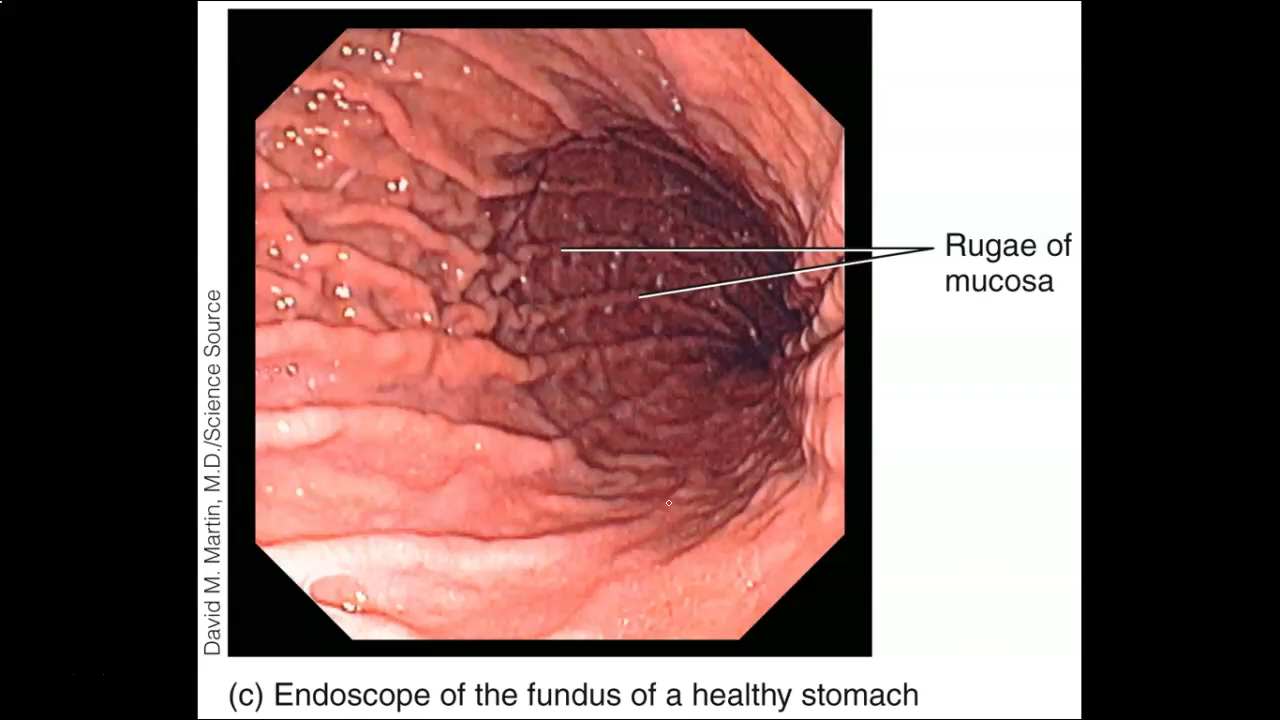 David M. Martin, M.D./Science Source
Rugae of
mucosa
(c) Endoscope of the fundus of a healthy stomach